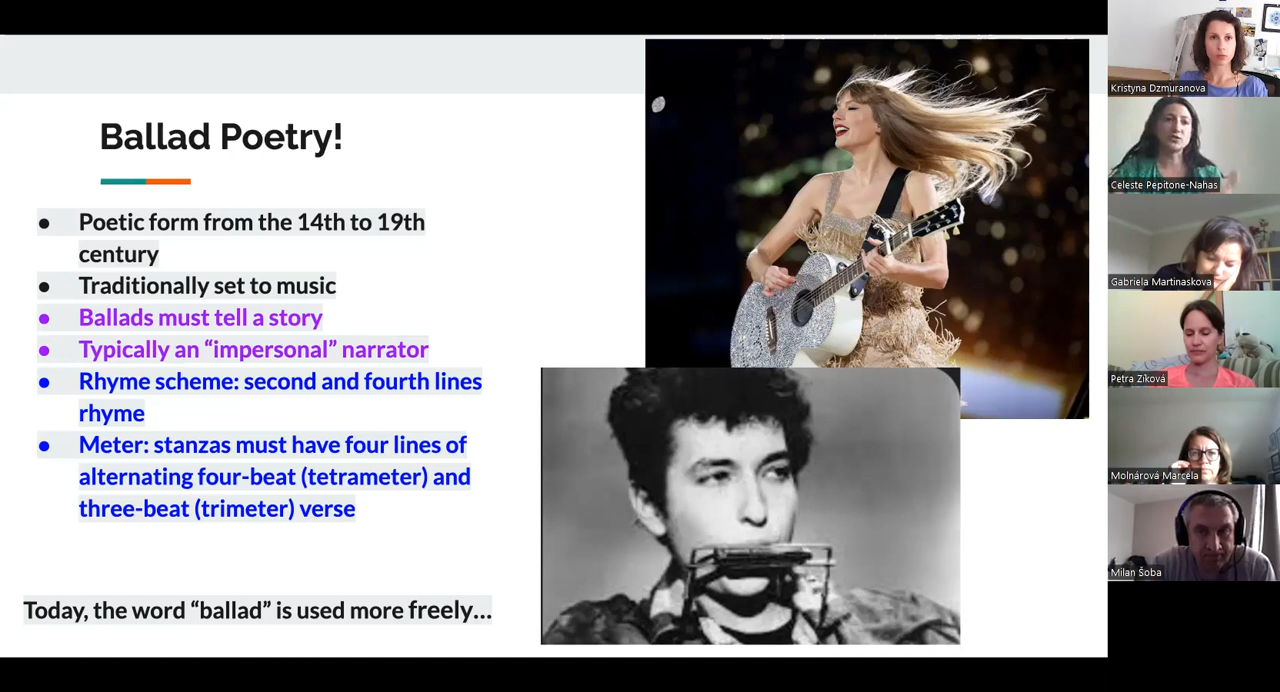 Ballad Poetry!
● Poetic form from the 14th to 19th
century
● Traditionally set to music
● Ballads must tell a story
● Typically an “impersonal” narrator
● Rhyme scheme: second and fourth lines
rhyme
● Meter: stanzas must have four lines of
alternating four-beat (tetrameter) and
three-beat (trimeter) verse
Today, the word “ballad” is used more freely...
Kristyna Dzmuranova
Celeste Pepitone-Nahas
Gabriela Martinaskova
Petra Zíková
Molnárová Marcela
Milan Šoba